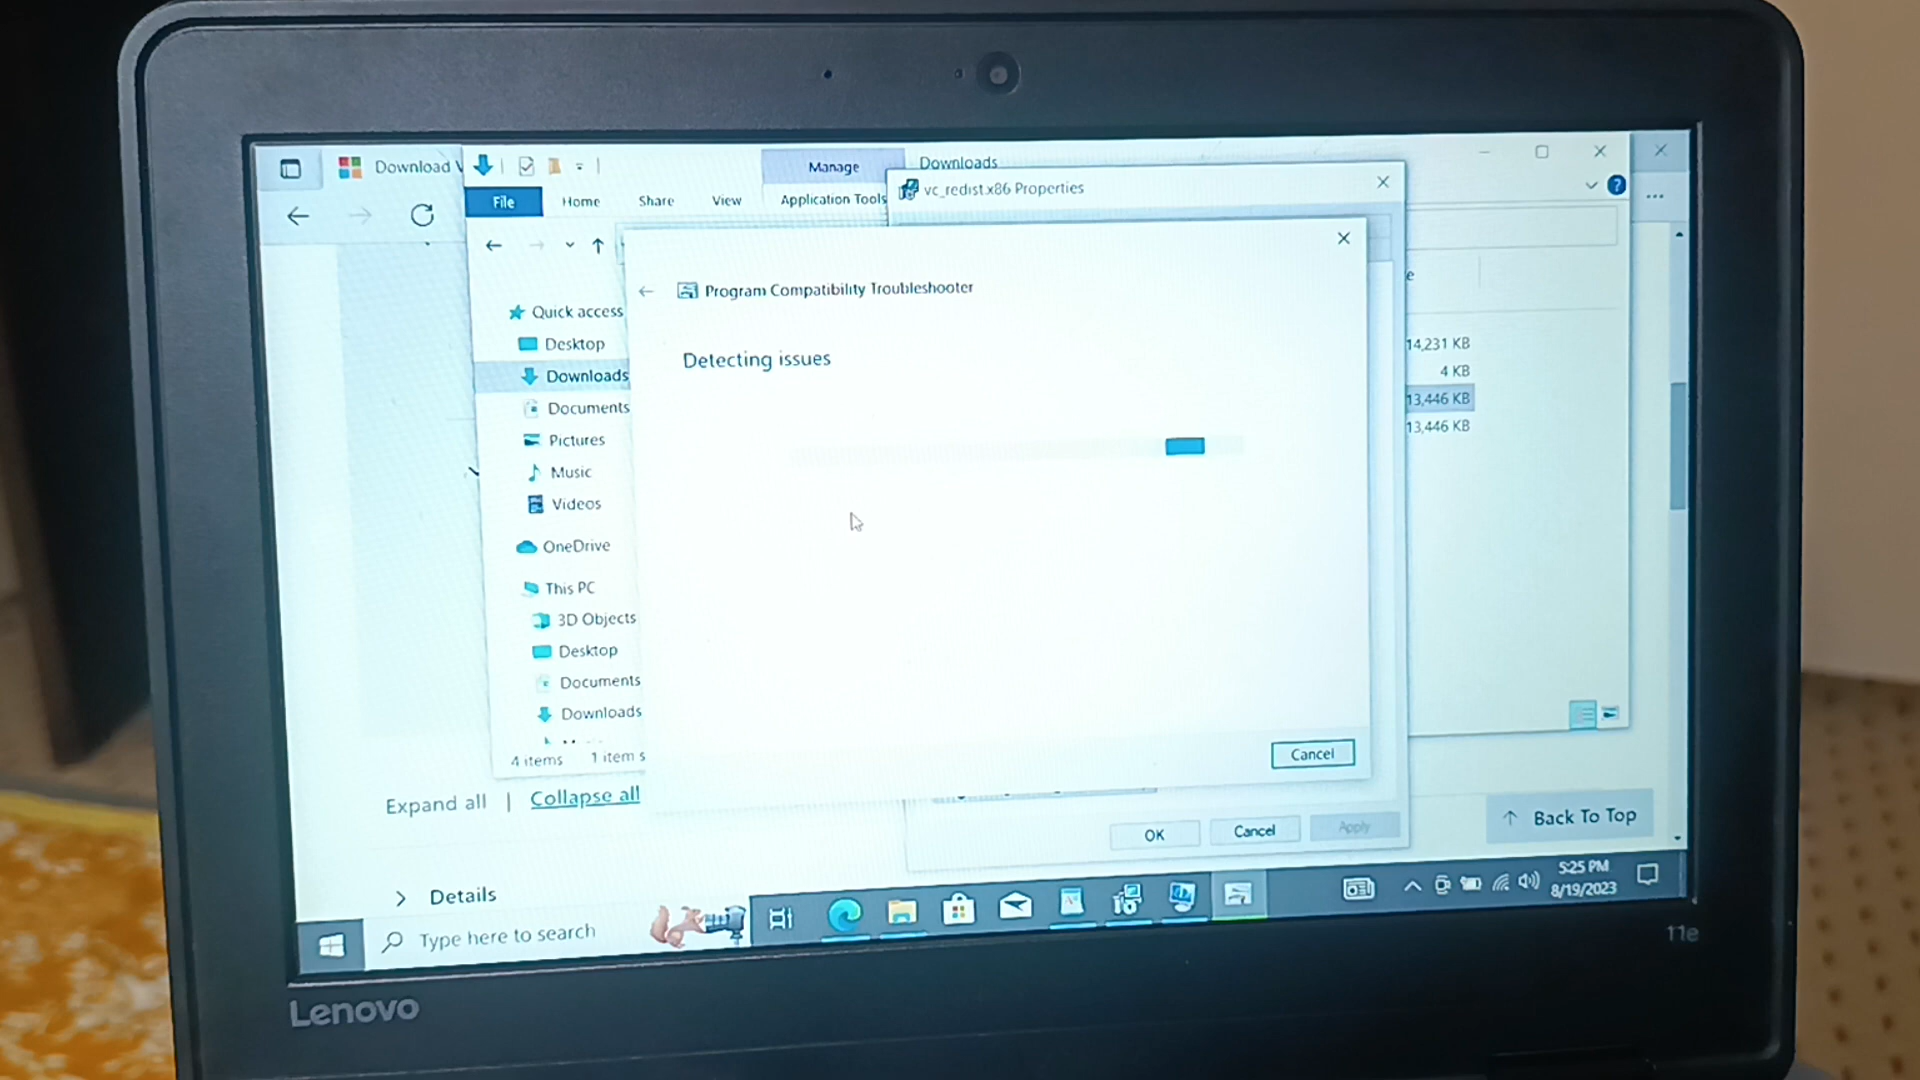 Download
Manage
Downloads
File
Home
Share
View
Application Tools
vc_redist.x86 Properties
Program Compatibility Troubleshooter
Detecting issues
Quick access
Desktop
Downloads
Documents
Pictures
Music
Videos
OneDrive
This PC
3D Objects
Desktop
Documents
Downloads
4 items 1 item s
e
14,231 KB
4 KB
13,446 KB
13,446 KB
Cancel
OK Cancel Apply
Expand all | Collapse all
Back To Top
Details
Type here to search
5:25 PM
8/19/2023
Lenovo
11e